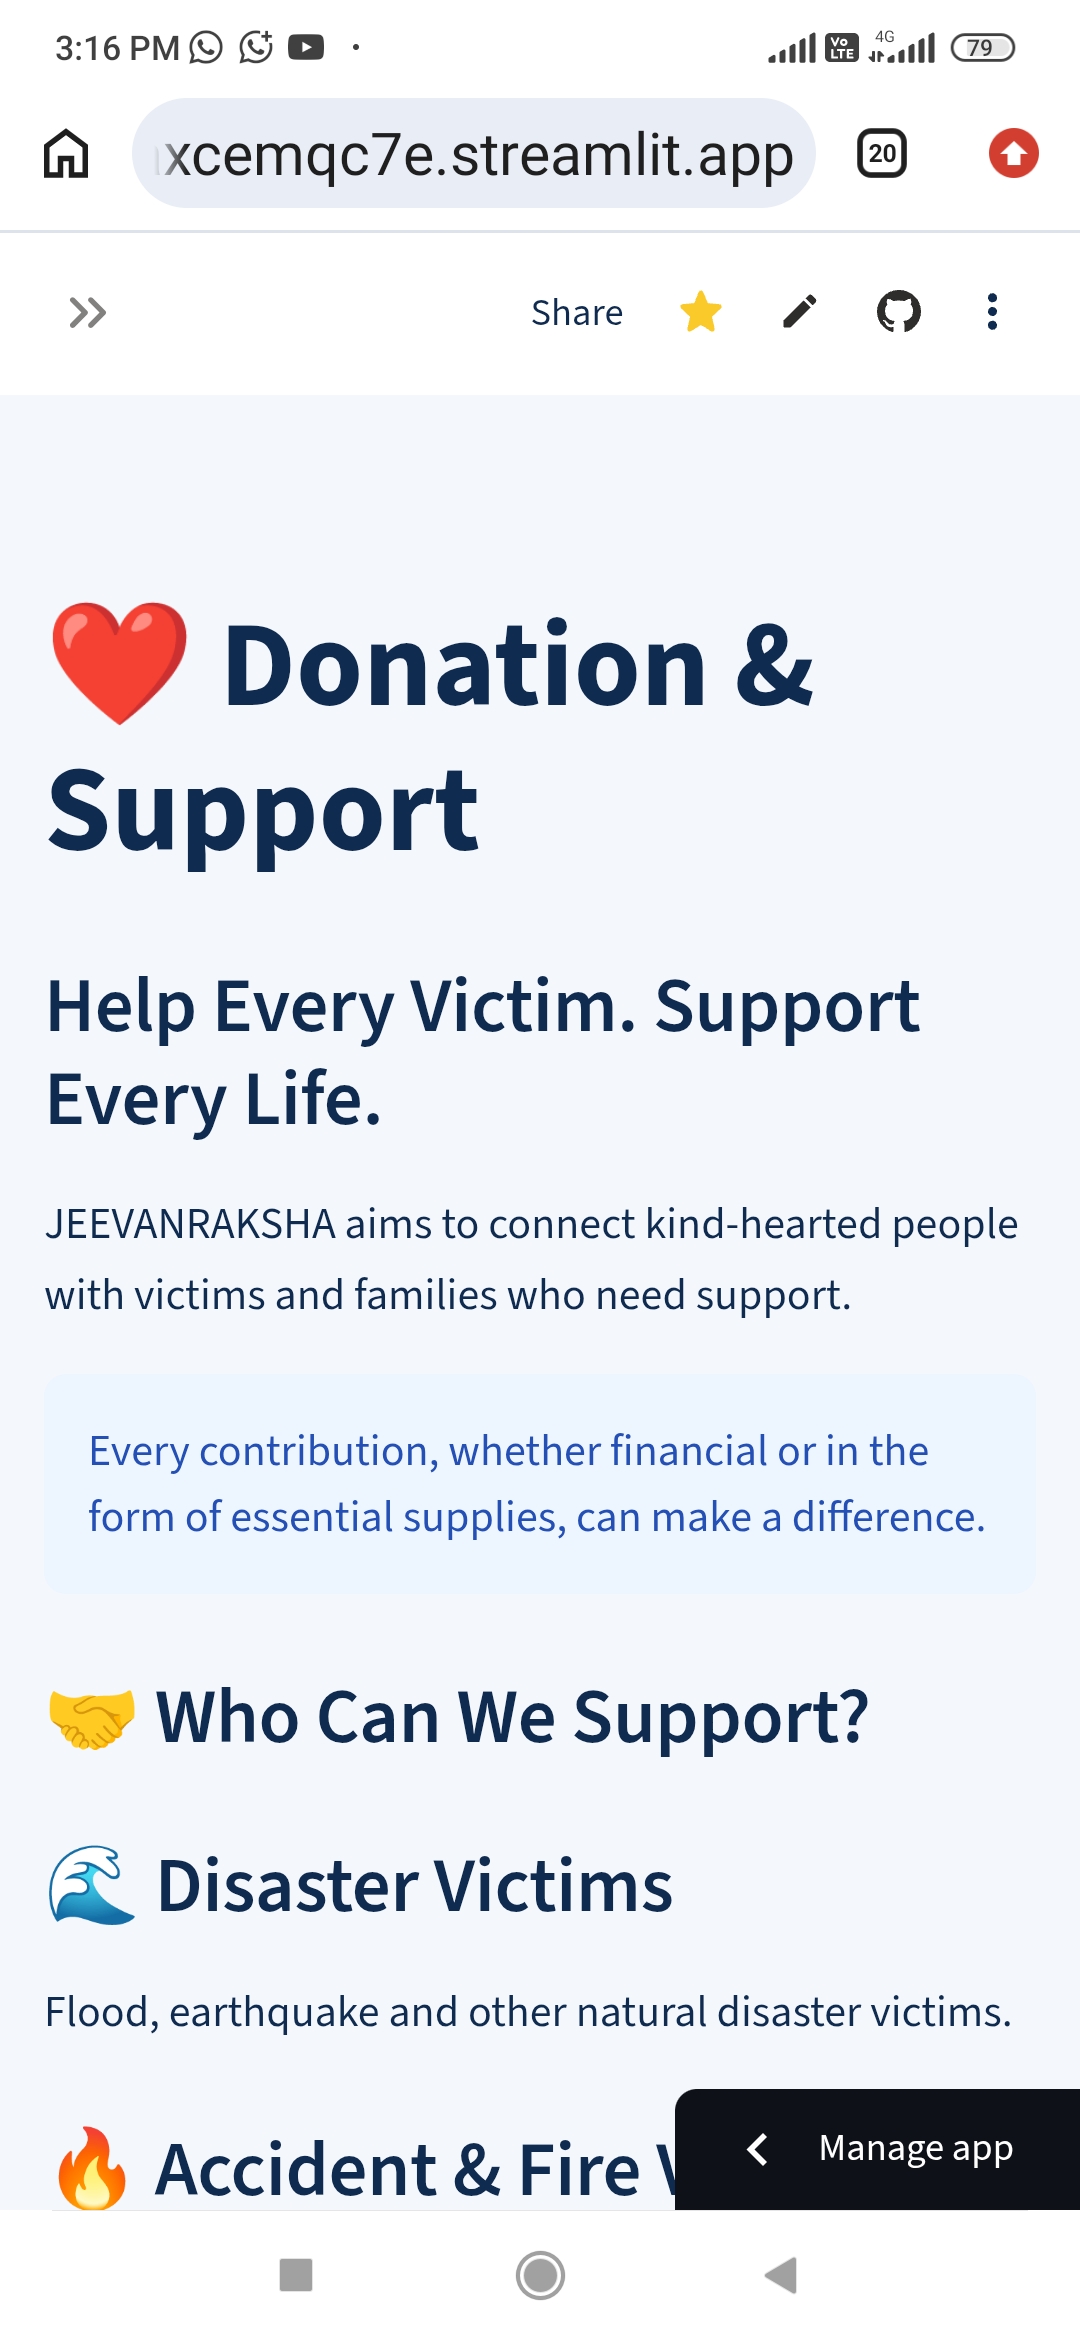 3:16 PM
Vo LTE
4G
79
xcemqc7e.streamlit.app
20
Share
❤️ Donation &
Support
Help Every Victim. Support
Every Life.
JEEVANRAKSHA aims to connect kind-hearted people
with victims and families who need support.
Every contribution, whether financial or in the
form of essential supplies, can make a difference.
🤝 Who Can We Support?
🌊 Disaster Victims
Flood, earthquake and other natural disaster victims.
🔥 Accident & Fire
Manage app